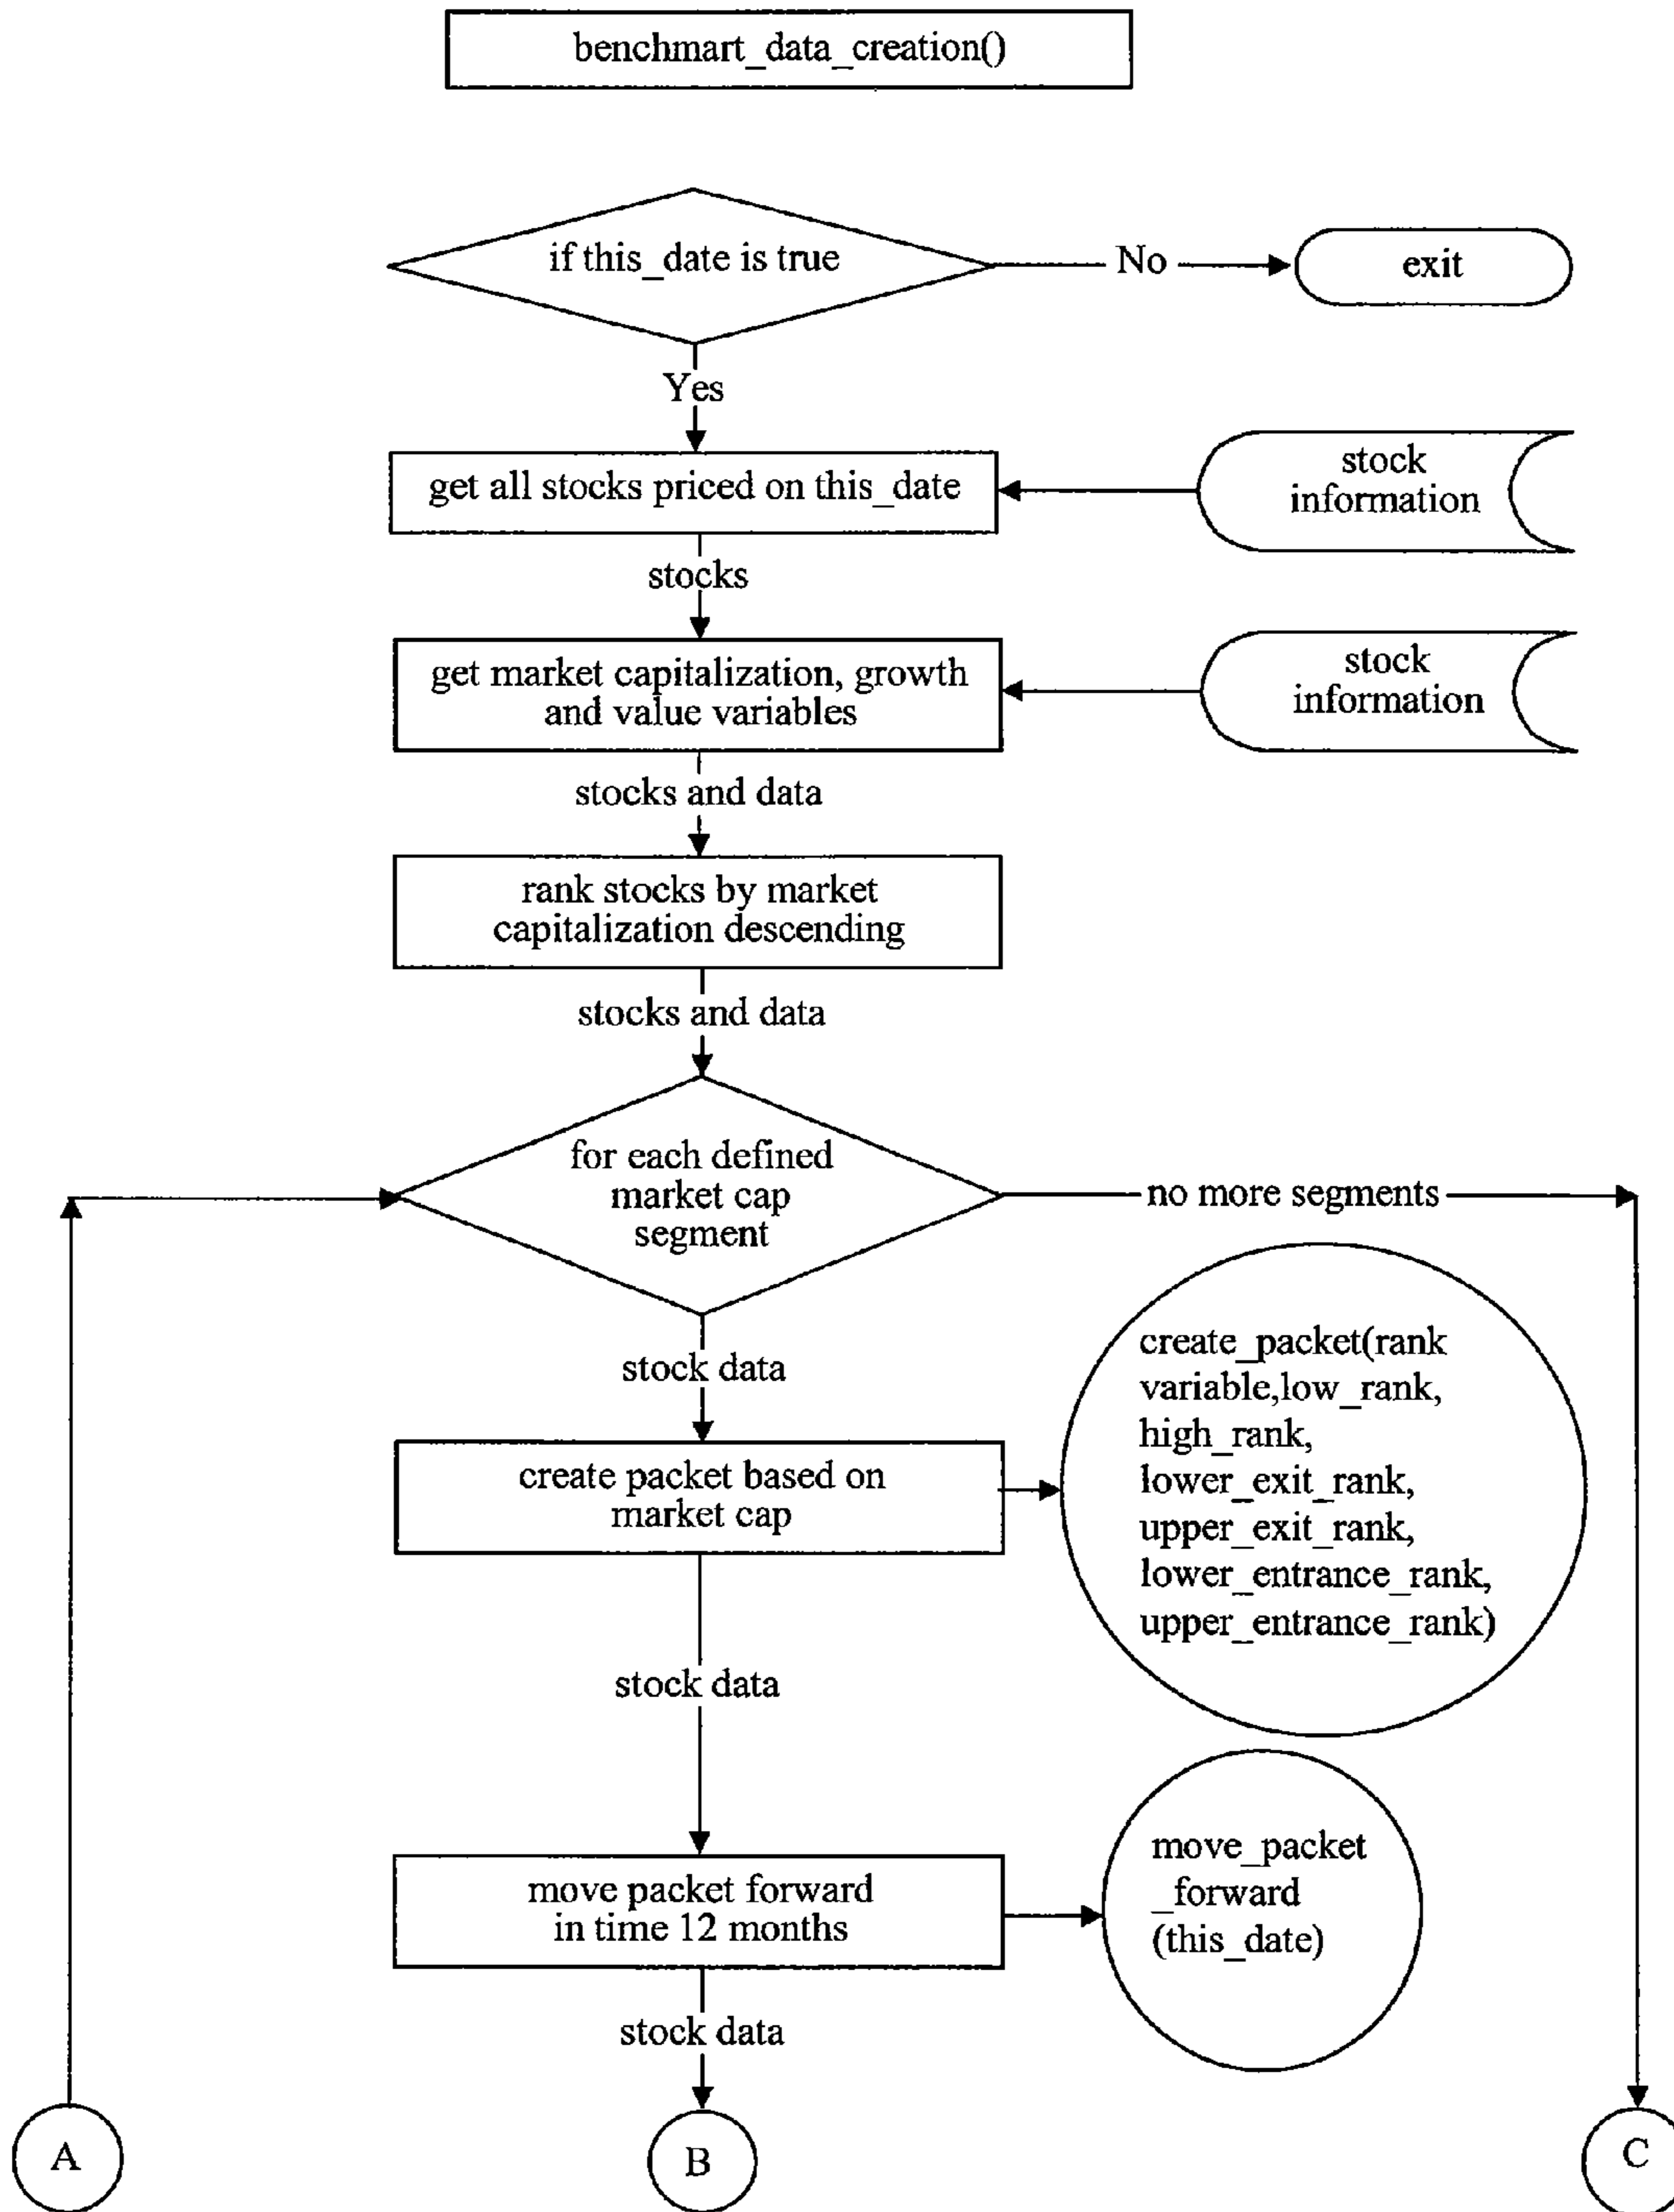 benchmart_data_creation()
if this_date is true
No
exit
Yes
get all stocks priced on this_date
stock
information
stocks
get market capitalization, growth
and value variables
stock
information
stocks and data
rank stocks by market
capitalization descending
stocks and data
for each defined
market cap
segment
no more segments
stock data
create_packet(rank
variable,low_rank,
high_rank,
lower_exit_rank,
upper_exit_rank,
lower_entrance_rank,
upper_entrance_rank)
create packet based on
market cap
stock data
move packet forward
in time 12 months
move_packet
_forward
(this_date)
stock data
A
B
C